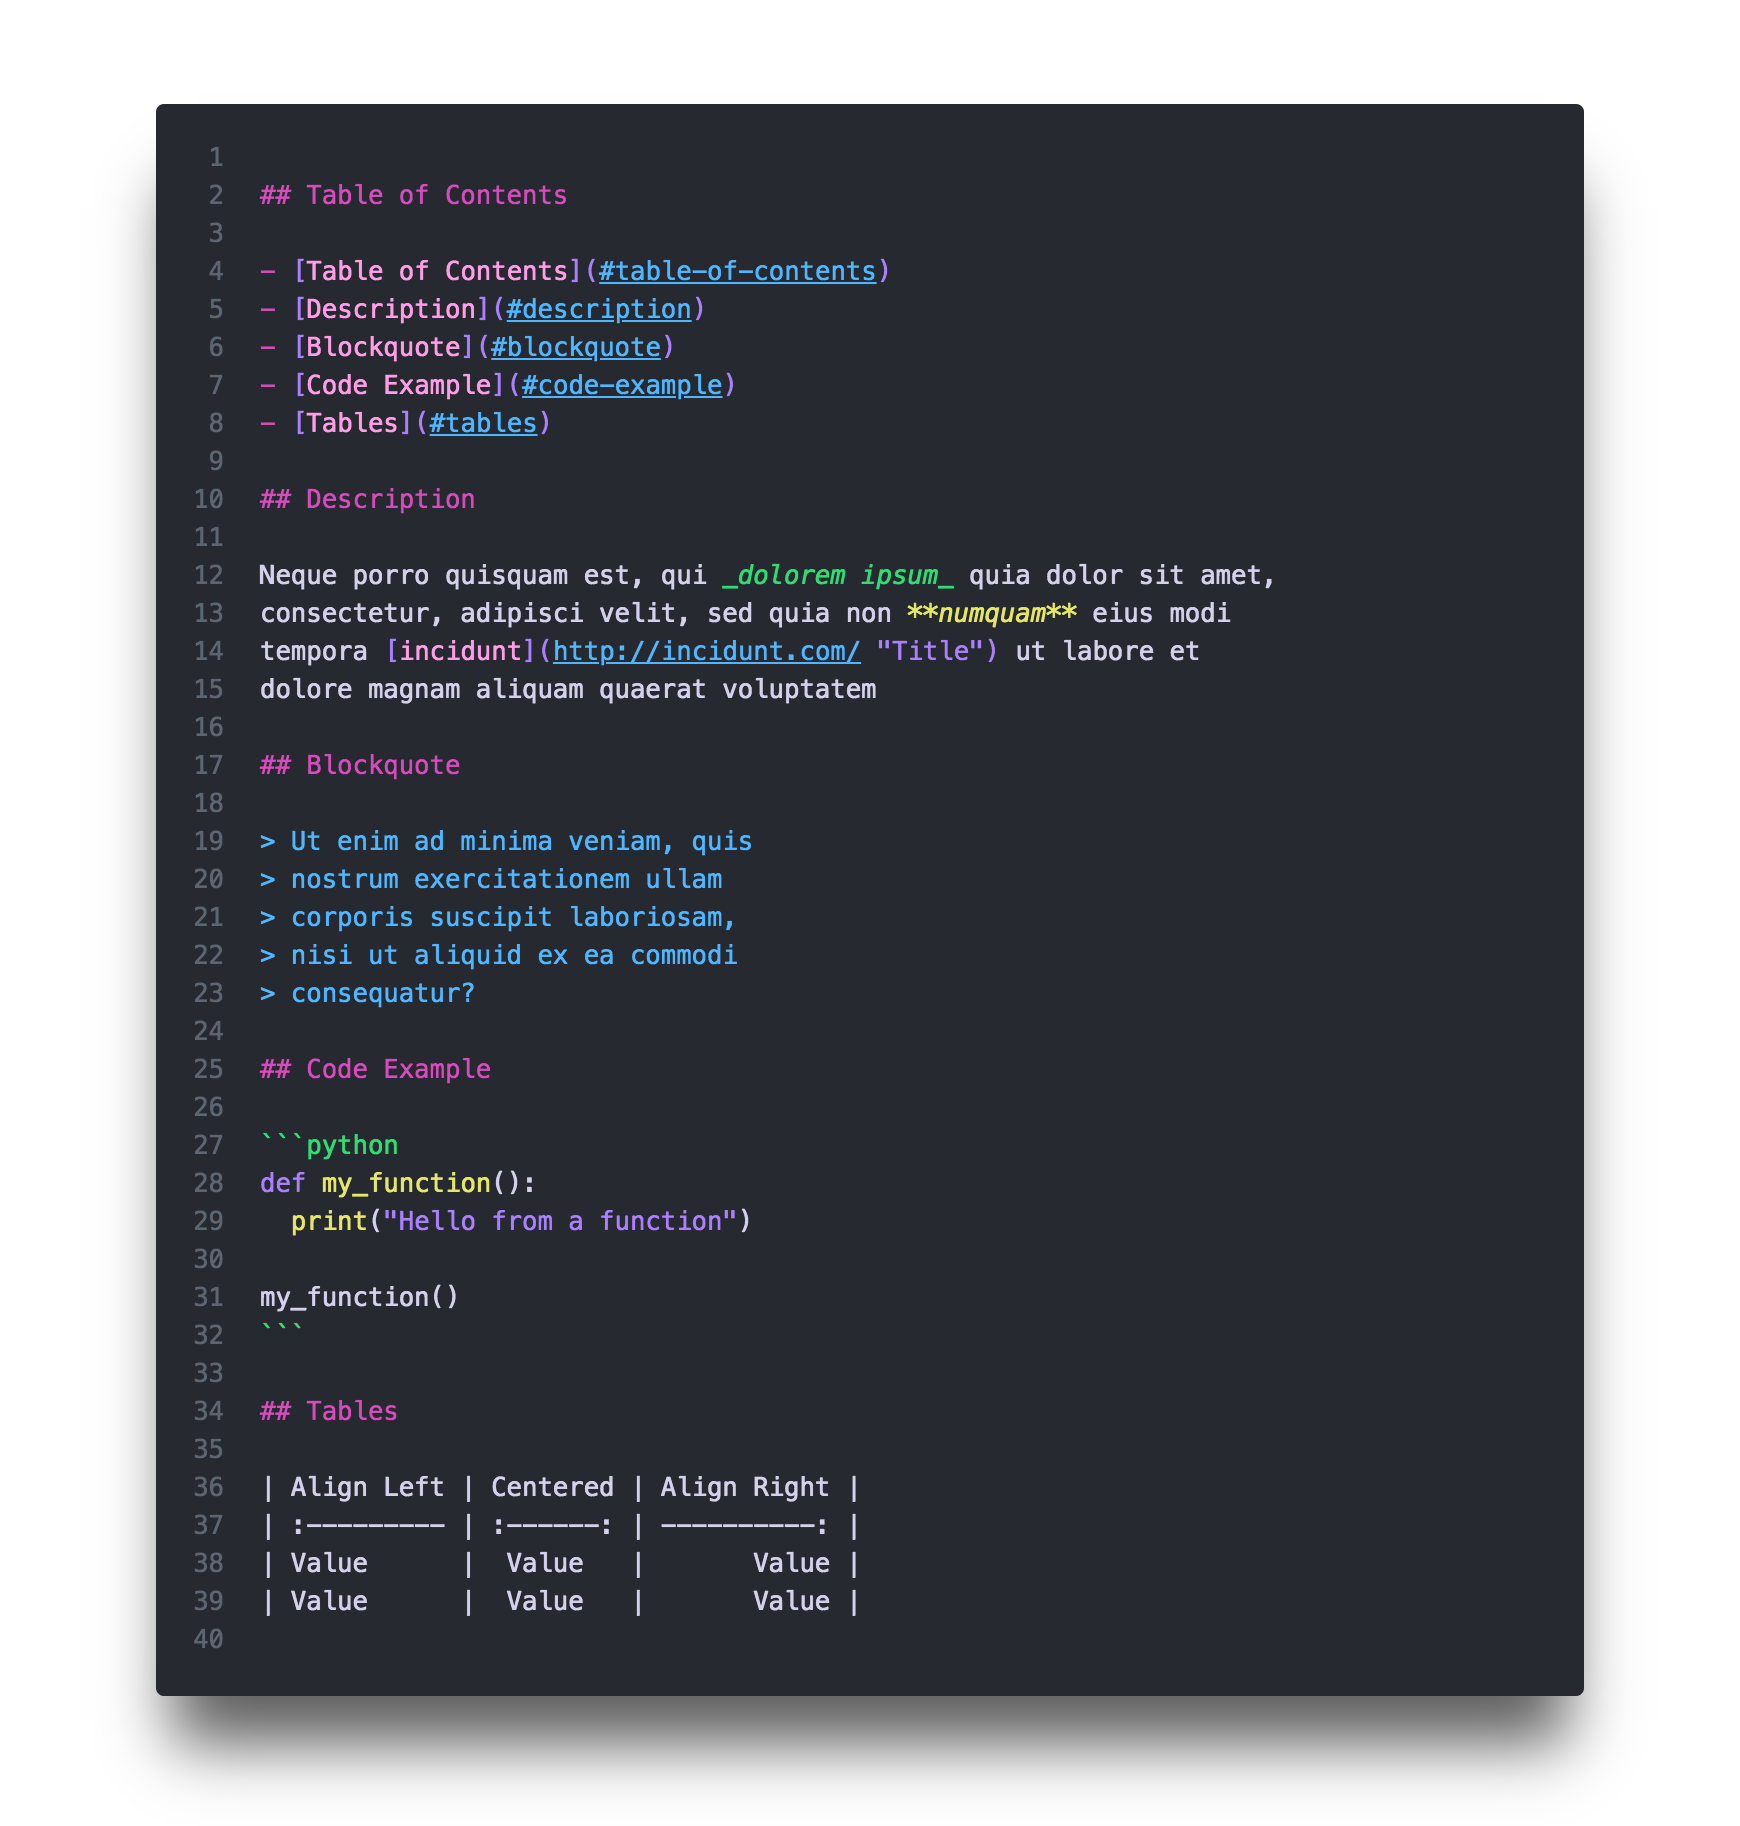 1
2 ## Table of Contents
3
4 - [Table of Contents](#table-of-contents)
5 - [Description](#description)
6 - [Blockquote](#blockquote)
7 - [Code Example](#code-example)
8 - [Tables](#tables)
9
10 ## Description
11
12 Neque porro quisquam est, qui _dolorem ipsum_ quia dolor sit amet,
13 consectetur, adipisci velit, sed quia non **numquam** eius modi
14 tempora [incidunt](http://incidunt.com/ "Title") ut labore et
15 dolore magnam aliquam quaerat voluptatem
16
17 ## Blockquote
18
19 > Ut enim ad minima veniam, quis
20 > nostrum exercitationem ullam
21 > corporis suscipit laboriosam,
22 > nisi ut aliquid ex ea commodi
23 > consequatur?
24
25 ## Code Example
26
27 ```python
28 def my_function():
29   print("Hello from a function")
30
31 my_function()
32 ```
33
34 ## Tables
35
36 | Align Left | Centered | Align Right |
37 | :--------- | :------: | ----------: |
38 | Value      |  Value   |       Value |
39 | Value      |  Value   |       Value |
40